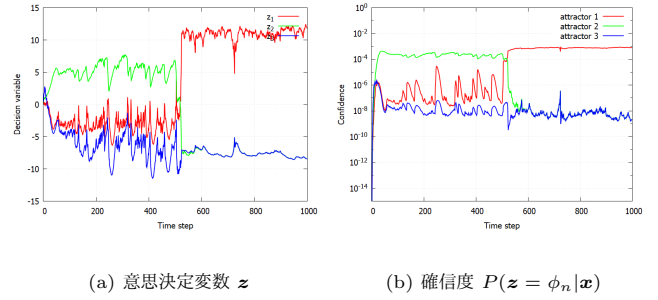 15
10
5
0
-5
-10
-15
0
200
400
600
800
1000
Decision variable
Time step
z1
z2
10^2
10^0
10^-2
10^-4
10^-6
10^-8
10^-10
10^-12
10^-14
0
200
400
600
800
1000
Confidence
Time step
attractor 1
attractor 2
attractor 3
(a) 意思決定変数 z
(b) 確信度 P(z = ϕn|x)